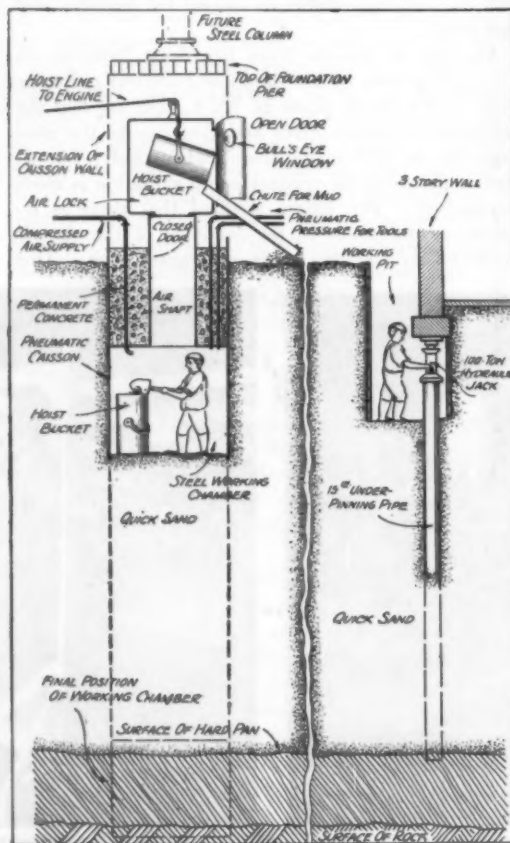 FUTURE
STEEL COLUMN
HOIST LINE
TO ENGINE
TOP OF FOUNDATION
PIER
OPEN DOOR
BULL'S EYE
WINDOW
EXTENSION OF
CAISSON WALL
HOIST
BUCKET
AIR LOCK
CHUTE FOR MUD
3 STORY WALL
COMPRESSED
AIR SUPPLY
CLOSED
DOOR
PNEUMATIC
PRESSURE FOR TOOLS
WORKING
PIT
PERMANENT
CONCRETE
AIR
SHAFT
PNEUMATIC
CAISSON
100-TON
HYDRAULIC
JACK
HOIST
BUCKET
STEEL WORKING
CHAMBER
15" UNDER-
PINNING PIPE
QUICK SAND
QUICK SAND
FINAL POSITION
OF WORKING CHAMBER
SURFACE OF HARD PAN
SURFACE OF ROCK